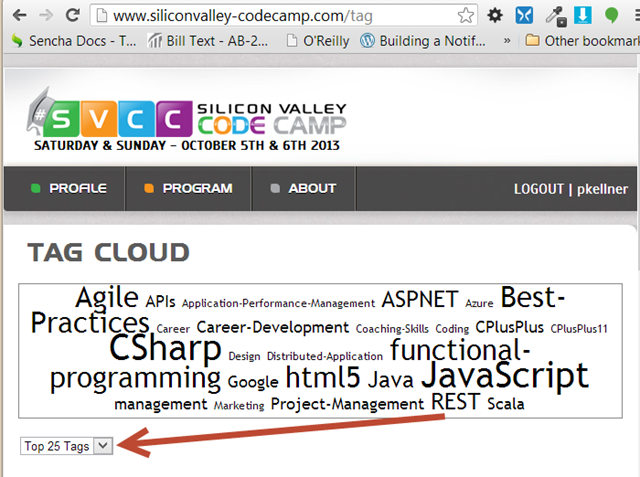 www.siliconvalley-codecamp.com/tag
Sencha Docs - T... Bill Text - AB-2... O'Reilly Building a Notif... » Other bookmark
# S V C C SILICON VALLEY
CODE CAMP
SATURDAY & SUNDAY - OCTOBER 5TH & 6TH 2013
PROFILE PROGRAM ABOUT LOGOUT | pkellner
TAG CLOUD
Agile APIs Application-Performance-Management ASPNET Azure Best-
Practices Career Career-Development Coaching-Skills Coding CPlusPlus CPlusPlus11
CSharp Design Distributed-Application functional-
programming Google html5 Java JavaScript
management Marketing Project-Management REST Scala
Top 25 Tags